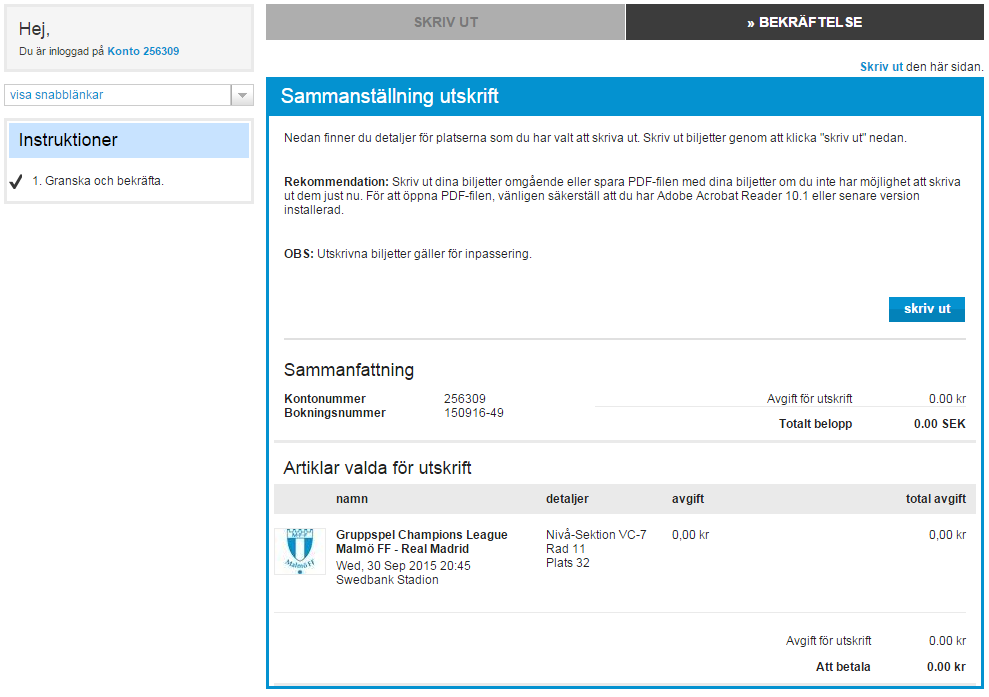 Hej,
Du är inloggad på Konto 256309
visa snabblänkar
Instruktioner
1. Granska och bekräfta.
SKRIV UT
» BEKRÄFTELSE
Skriv ut den här sidan.
Sammanställning utskrift
Nedan finner du detaljer för platserna som du har valt att skriva ut. Skriv ut biljetter genom att klicka "skriv ut" nedan.
Rekommendation: Skriv ut dina biljetter omgående eller spara PDF-filen med dina biljetter om du inte har möjlighet att skriva
ut dem just nu. För att öppna PDF-filen, vänligen säkerställ att du har Adobe Acrobat Reader 10.1 eller senare version
installerad.
OBS: Utskrivna biljetter gäller för inpassering.
skriv ut
Sammanfattning
Kontonummer 256309
Bokningsnummer 150916-49
Avgift för utskrift 0.00 kr
Totalt belopp 0.00 SEK
Artiklar valda för utskrift
namn detaljer avgift total avgift
Gruppspel Champions League
Malmö FF - Real Madrid
Wed, 30 Sep 2015 20:45
Swedbank Stadion
Nivå-Sektion VC-7
Rad 11
Plats 32
0,00 kr
0,00 kr
M.F.F
Malmö FF
Avgift för utskrift 0.00 kr
Att betala 0.00 kr